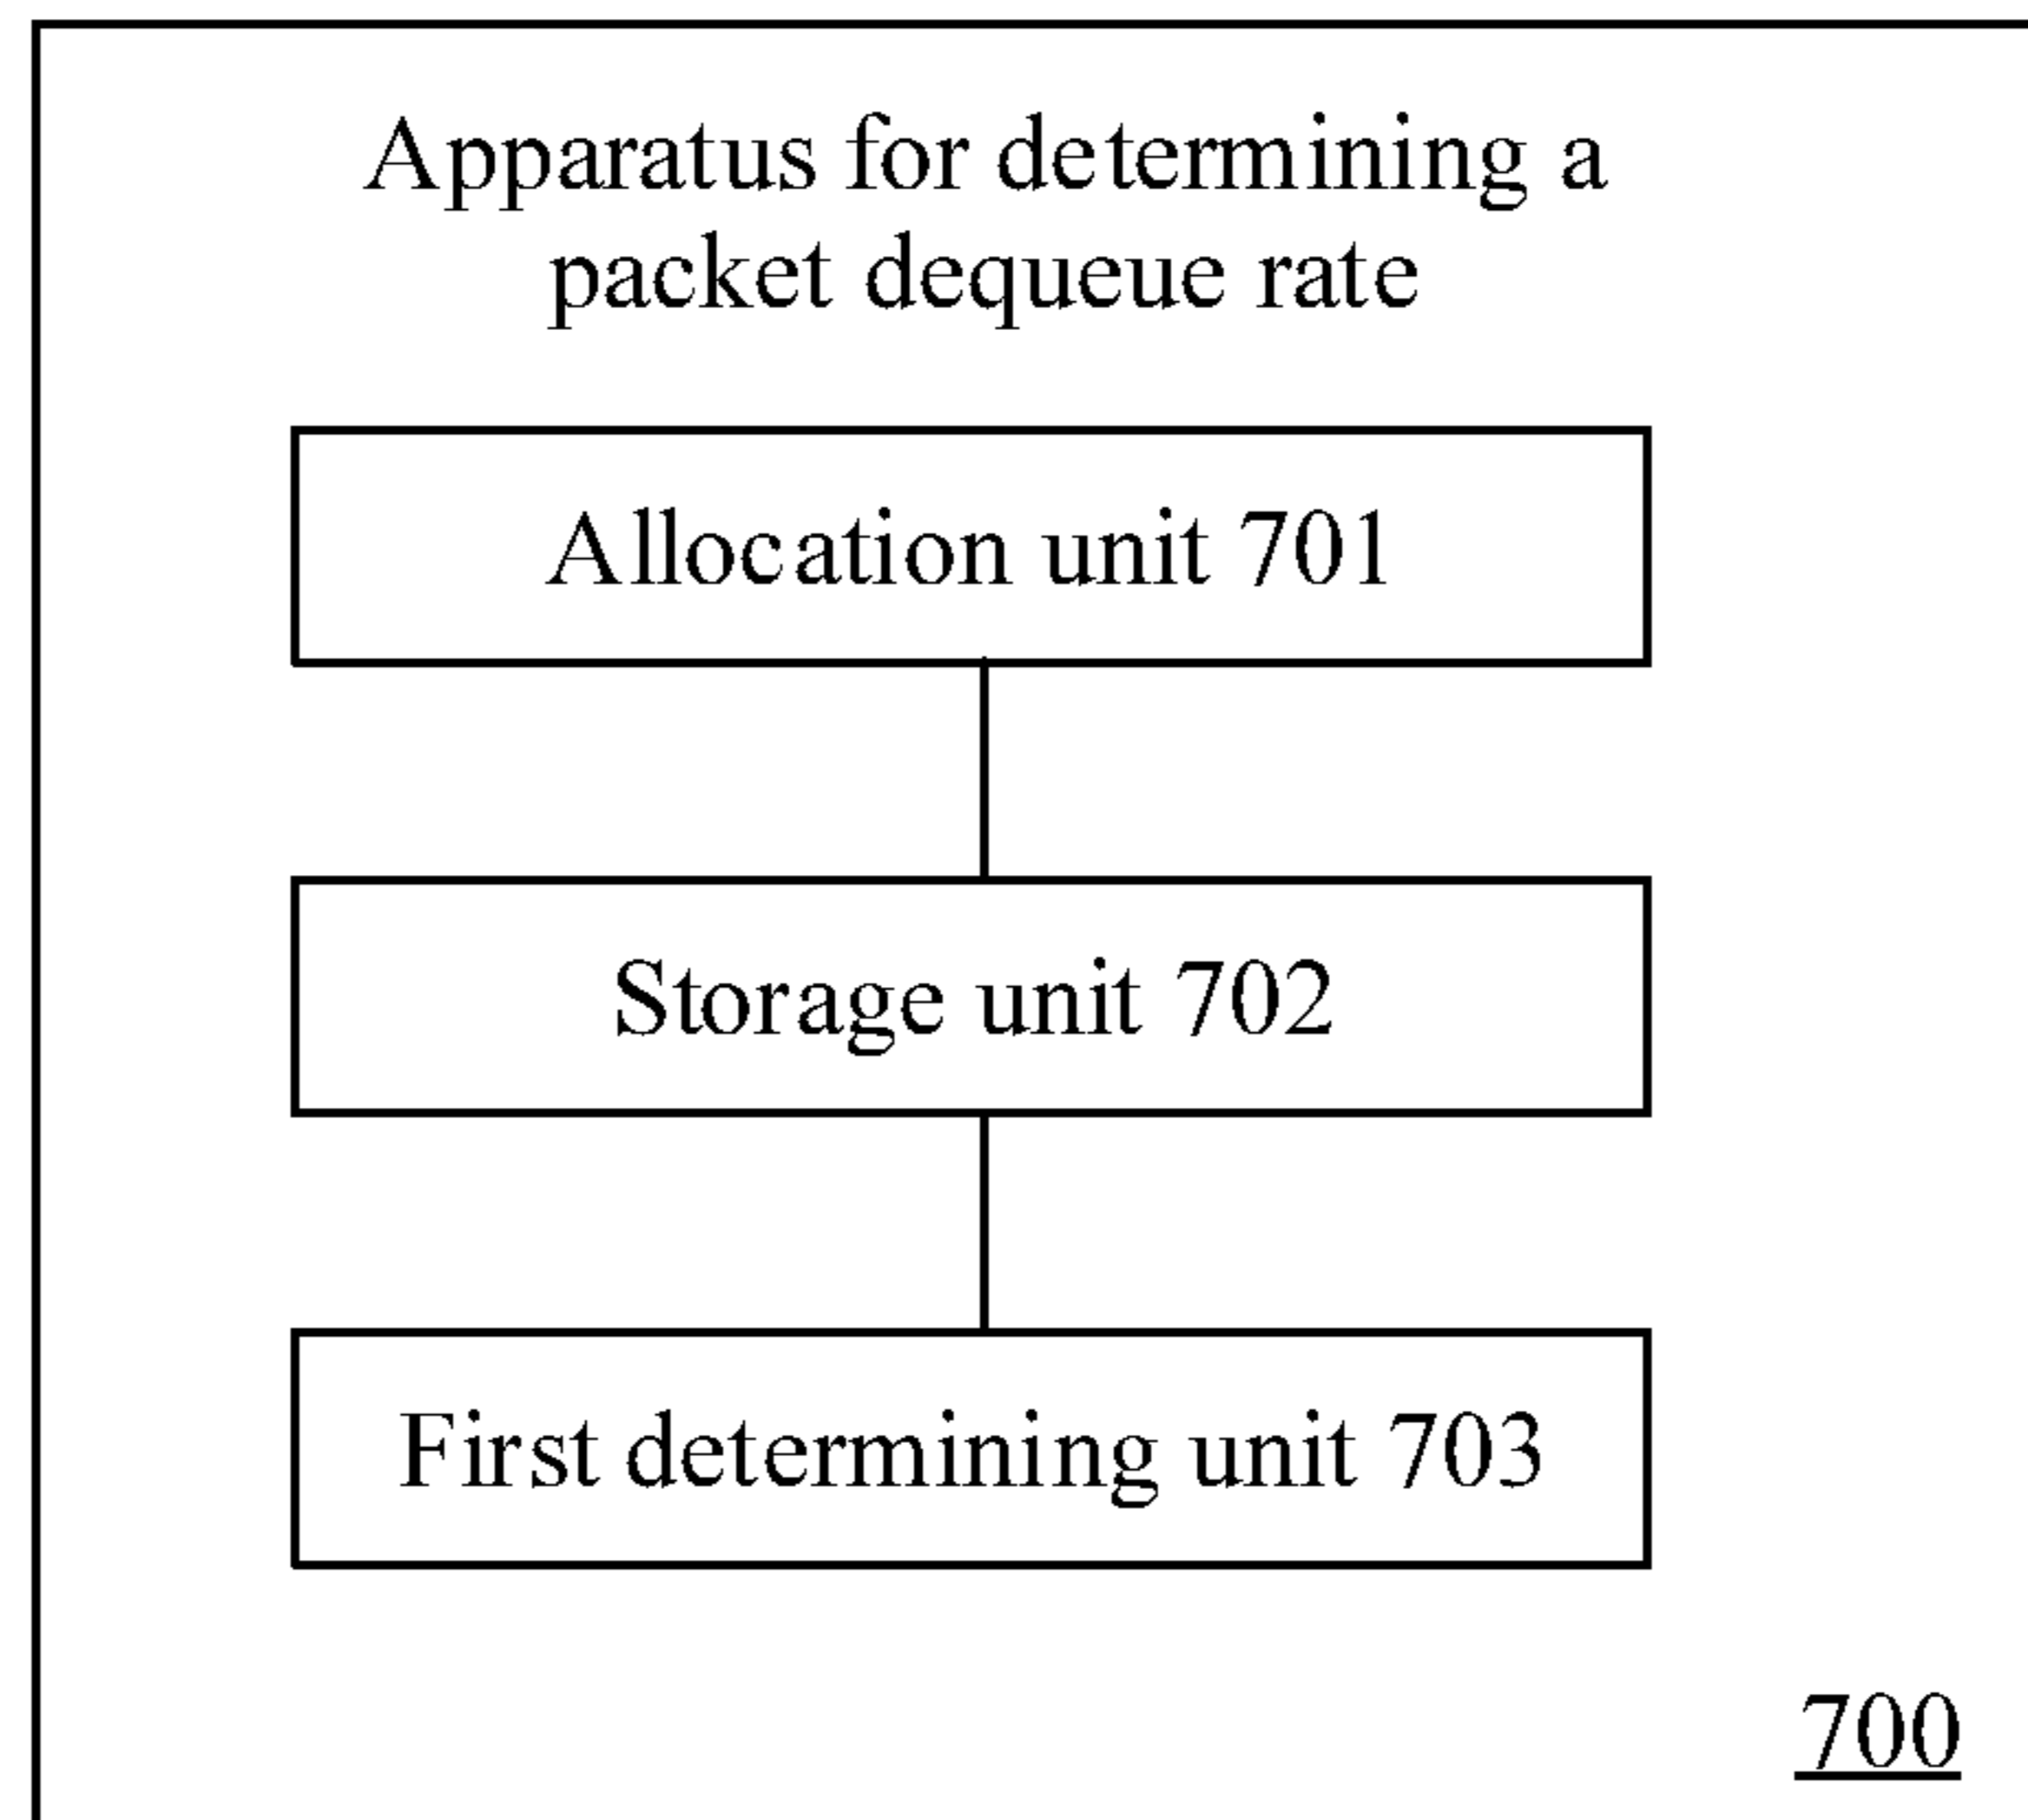 Apparatus for determining a
packet dequeue rate
Allocation unit 701
Storage unit 702
First determining unit 703
700